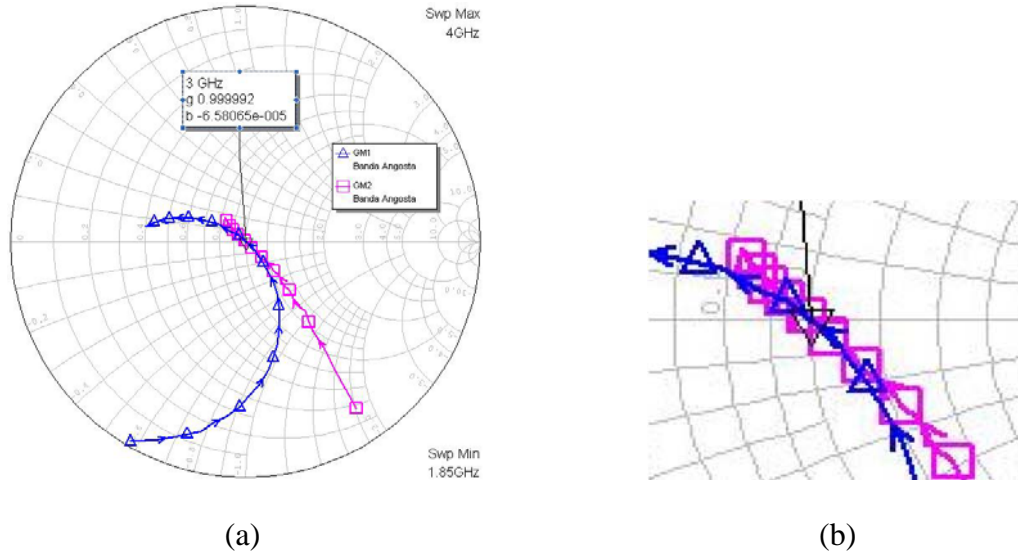 Swp Max
4GHz
3 GHz
g 0.999992
b -6.58065e-005
GM1
Banda Angosta
GM2
Banda Angosta
Swp Min
1.85GHz
(a)
(b)